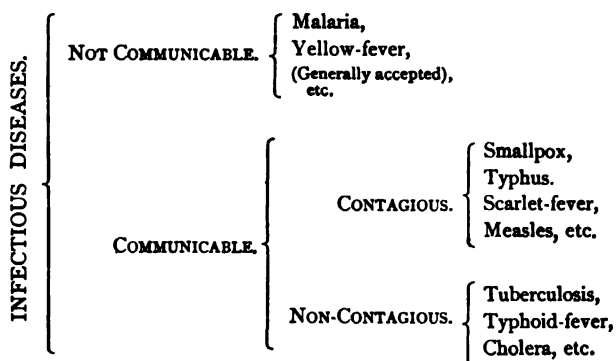 INFECTIOUS DISEASES.
NOT COMMUNICABLE.
Malaria,
Yellow-fever,
(Generally accepted),
etc.
COMMUNICABLE.
CONTAGIOUS.
Smallpox,
Typhus.
Scarlet-fever,
Measles, etc.
NON-CONTAGIOUS.
Tuberculosis,
Typhoid-fever,
Cholera, etc.